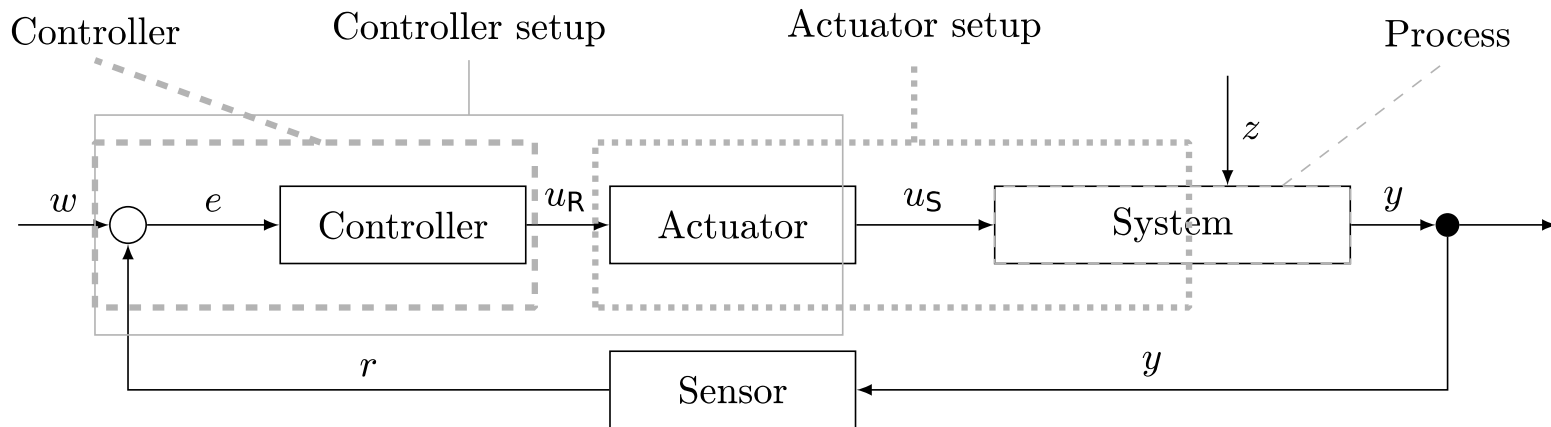 Controller
Controller setup
Actuator setup
Process
z
w
e
Controller
u_R
Actuator
u_S
System
y
r
Sensor
y